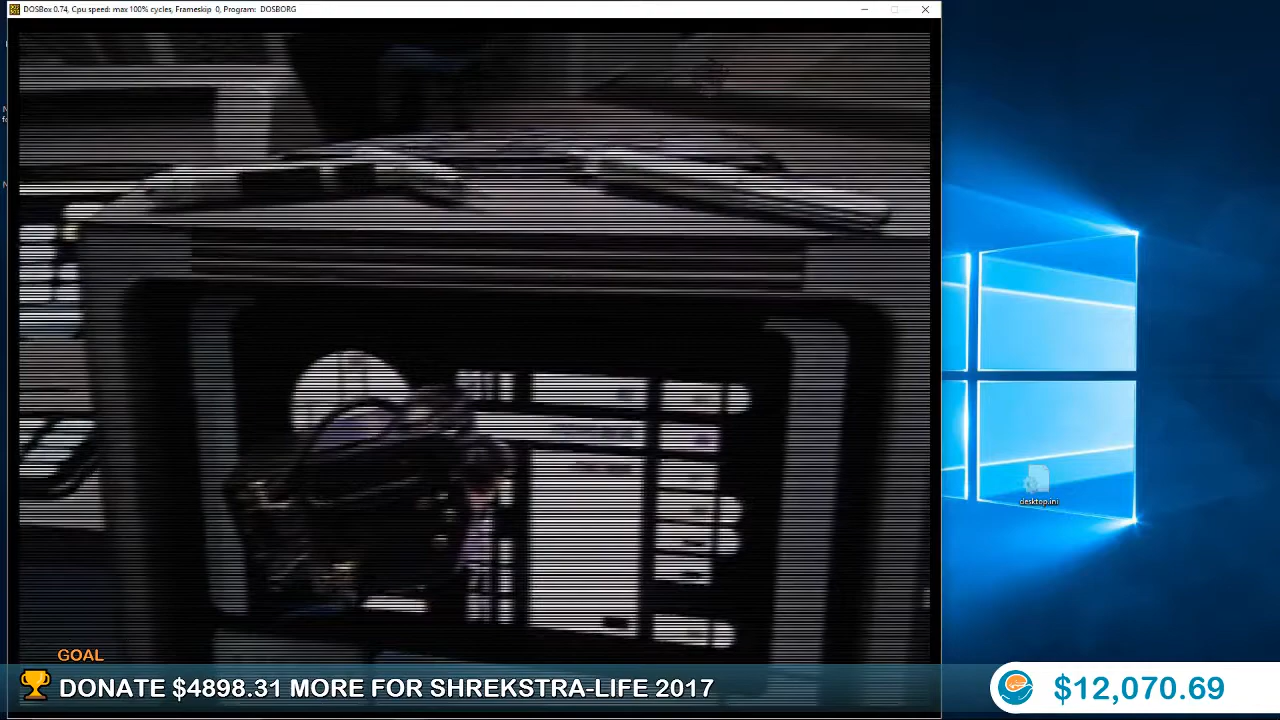 DOSBox 0.74, Cpu speed: max 100% cycles, Frameskip 0, Program: DOSBORG
desktop.ini
GOAL
DONATE $4898.31 MORE FOR SHREKSTRA-LIFE 2017
$12,070.69